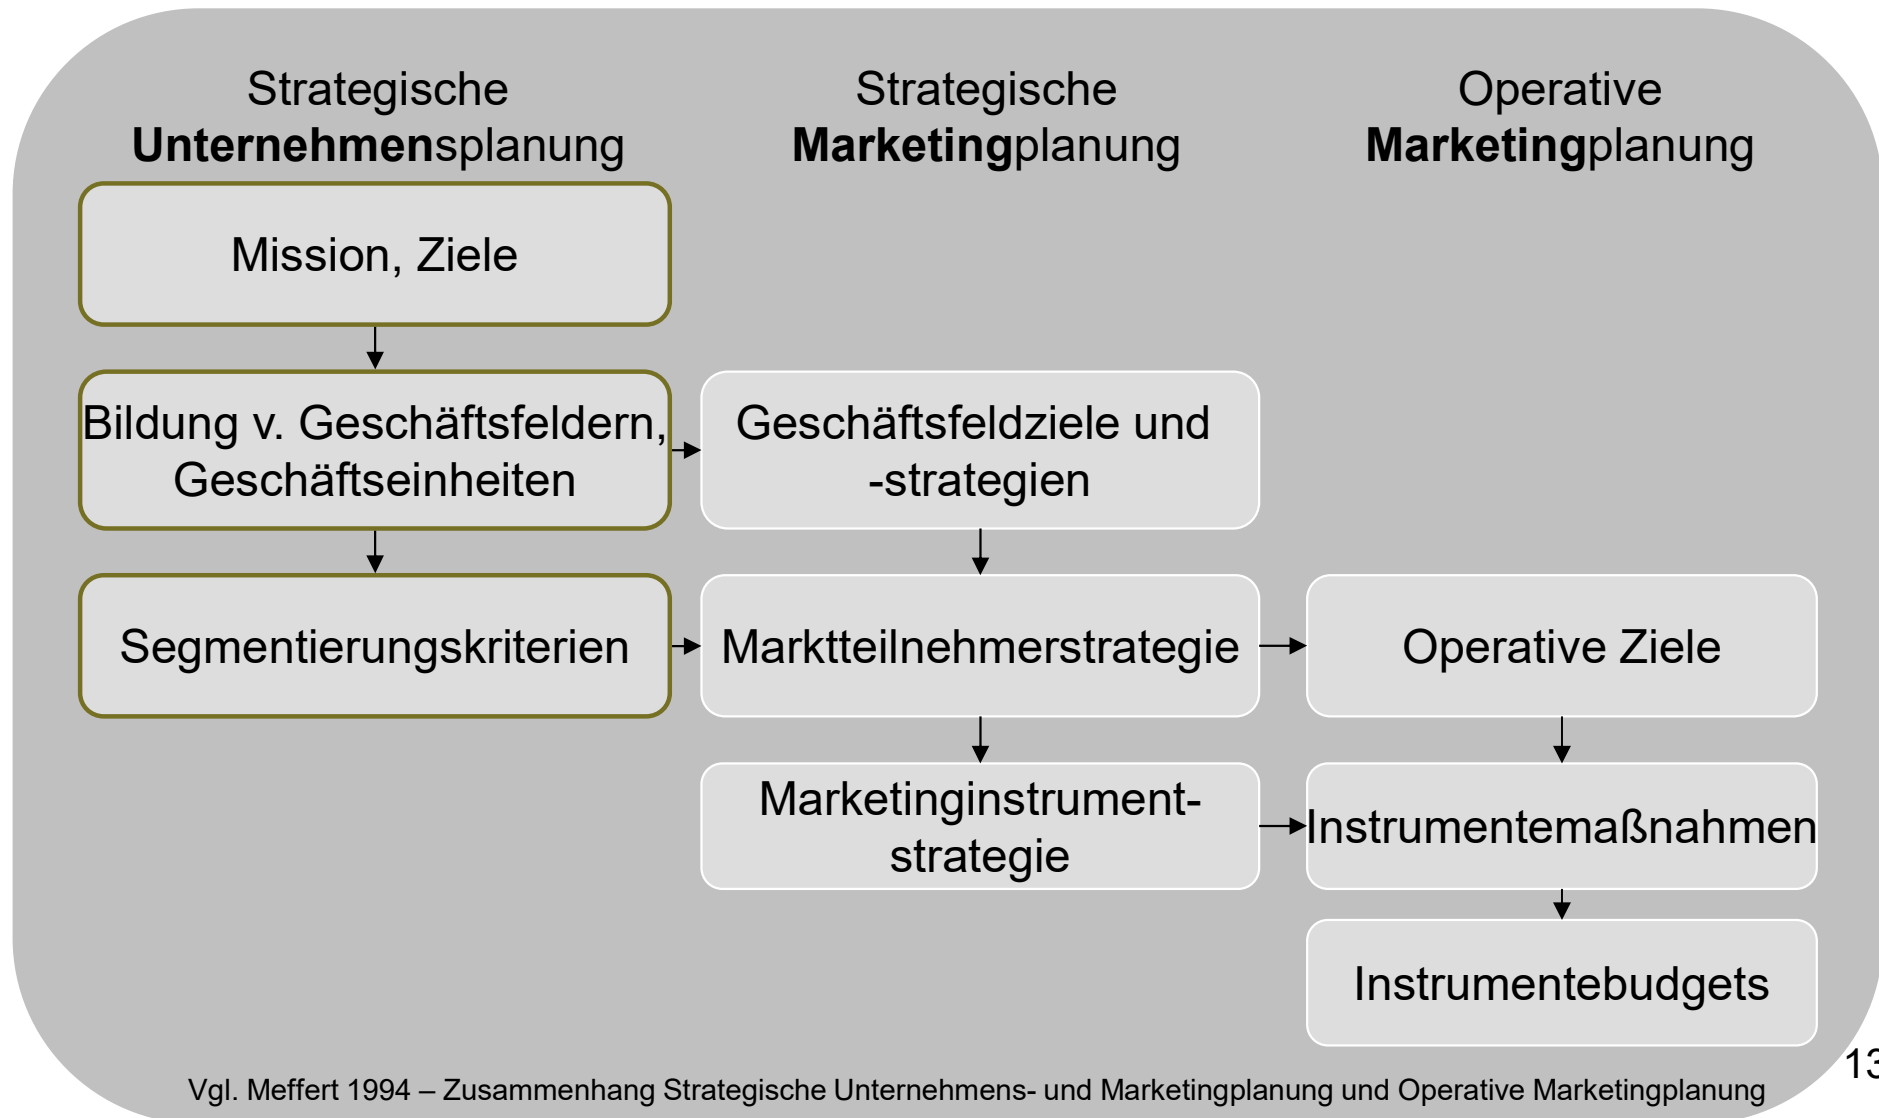 Strategische
Unternehmensplanung
Strategische
Marketingplanung
Operative
Marketingplanung
Mission, Ziele
Bildung v. Geschäftsfeldern,
Geschäftseinheiten
Geschäftsfeldziele und
-strategien
Segmentierungskriterien
Marktteilnehmerstrategie
Operative Ziele
Marketinginstrument-
strategie
Instrumentemaßnahmen
Instrumentebudgets
13
Vgl. Meffert 1994 – Zusammenhang Strategische Unternehmens- und Marketingplanung und Operative Marketingplanung